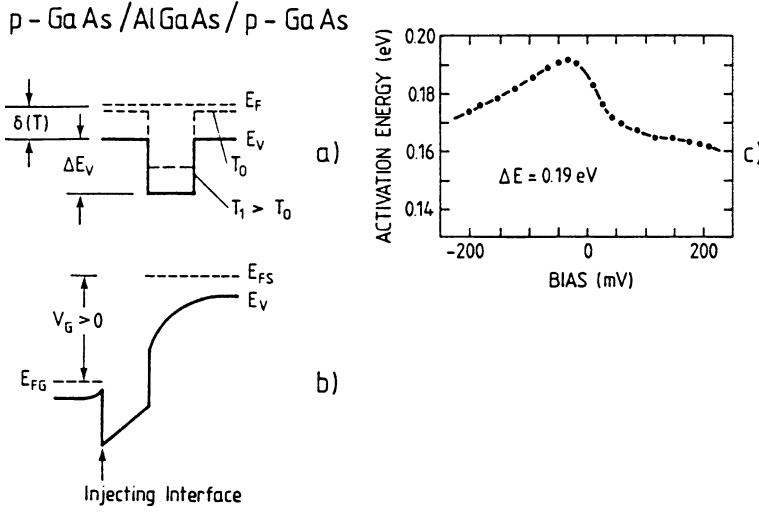 p-GaAs/AlGaAs/p-GaAs
E_F
δ(T)
E_V
ΔE_V
T_0
T_1 > T_0
a)
E_FS
E_V
V_G > 0
E_FG
b)
Injecting Interface
ACTIVATION ENERGY (eV)
0.20
0.18
0.16
0.14
ΔE = 0.19 eV
-200
0
200
BIAS (mV)
c)